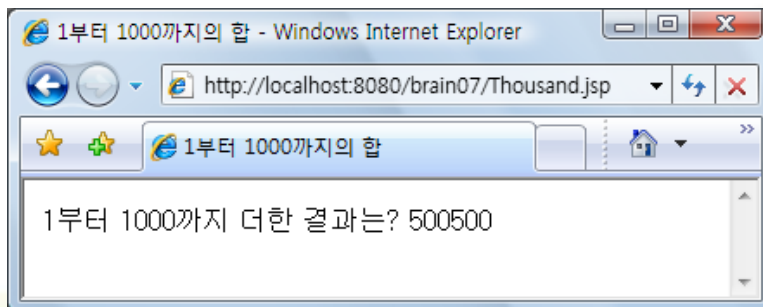 1부터 1000까지의 합 - Windows Internet Explorer
http://localhost:8080/brain07/Thousand.jsp
1부터 1000까지의 합
1부터 1000까지 더한 결과는? 500500